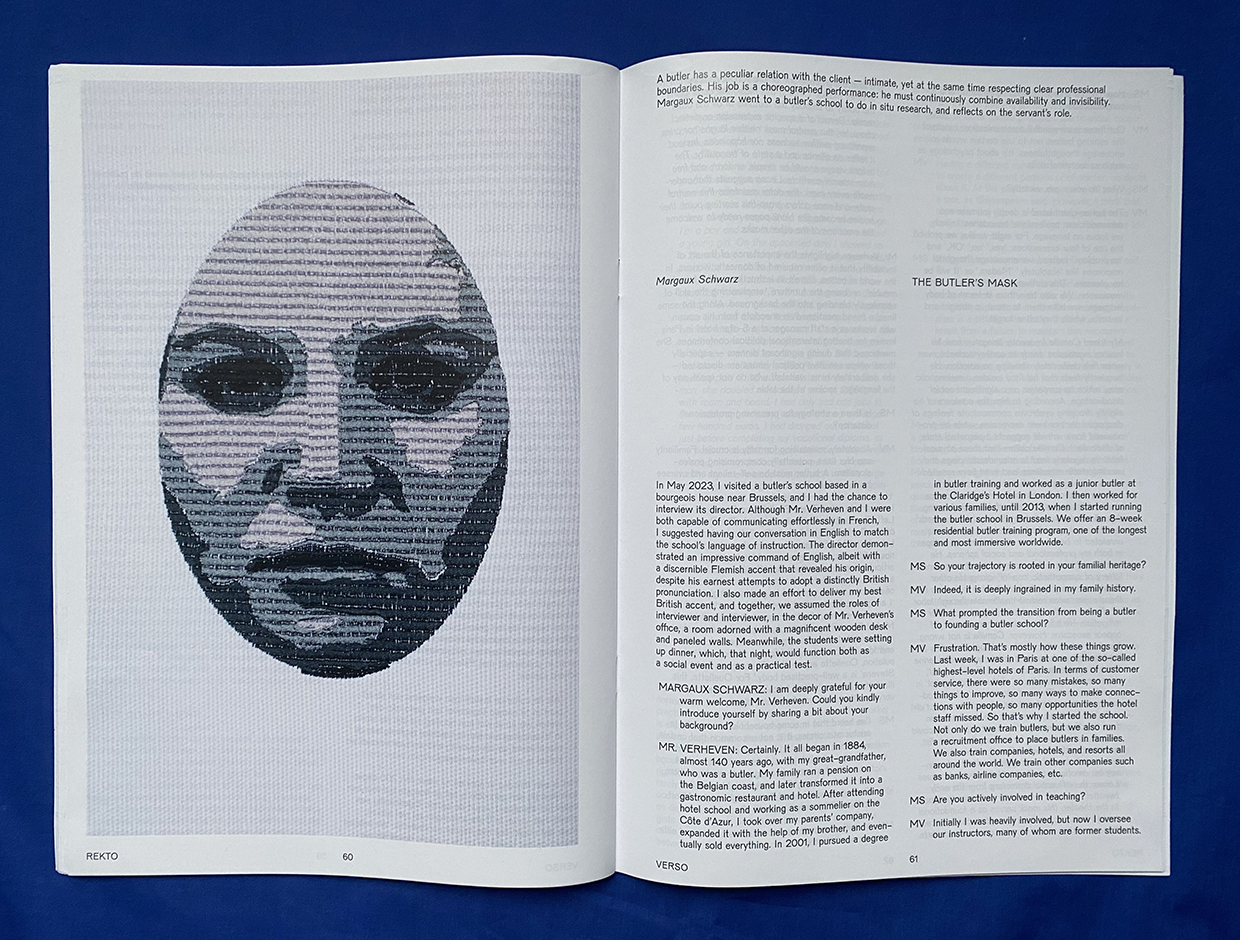 A butler has a peculiar relation with the client — intimate, yet at the same time respecting clear professional
boundaries. His job is a choreographed performance: he must continuously combine availability and invisibility.
Margaux Schwarz went to a butler's school to do in situ research, and reflects on the servant's role.
Margaux Schwarz
THE BUTLER'S MASK
In May 2023, I visited a butler's school based in a
bourgeois house near Brussels, and I had the chance to
interview its director. Although Mr. Verheven and I were
both capable of communicating effortlessly in French,
I suggested having our conversation in English to match
the school's language of instruction. The director demon-
strated an impressive command of English, albeit with
a discernible Flemish accent that revealed his origin,
despite his earnest attempts to adopt a distinctly British
pronunciation. I also made an effort to deliver my best
British accent, and together, we assumed the roles of
interviewer and interviewer, in the decor of Mr. Verheven's
office, a room adorned with a magnificent wooden desk
and paneled walls. Meanwhile, the students were setting
up dinner, which, that night, would function both as
a social event and as a practical test.
MARGAUX SCHWARZ: I am deeply grateful for your
warm welcome, Mr. Verheven. Could you kindly
introduce yourself by sharing a bit about your
background?
MR. VERHEVEN: Certainly. It all began in 1884,
almost 140 years ago, with my great-grandfather,
who was a butler. My family ran a pension on
the Belgian coast, and later transformed it into a
gastronomic restaurant and hotel. After attending
hotel school and working as a sommelier on the
Côte d'Azur, I took over my parents' company,
expanded it with the help of my brother, and even-
tually sold everything. In 2001, I pursued a degree
in butler training and worked as a junior butler at
the Claridge's Hotel in London. I then worked for
various families, until 2013, when I started running
the butler school in Brussels. We offer an 8-week
residential butler training program, one of the longest
and most immersive worldwide.
MS So your trajectory is rooted in your familial heritage?
MV Indeed, it is deeply ingrained in my family history.
MS What prompted the transition from being a butler
to founding a butler school?
MV Frustration. That's mostly how these things grow.
Last week, I was in Paris at one of the so-called
highest-level hotels of Paris. In terms of customer
service, there were so many mistakes, so many
things to improve, so many ways to make connec-
tions with people, so many opportunities the hotel
staff missed. So that's why I started the school.
Not only do we train butlers, but we also run
a recruitment office to place butlers in families.
We also train companies, hotels, and resorts all
around the world. We train other companies such
as banks, airline companies, etc.
MS Are you actively involved in teaching?
MV Initially I was heavily involved, but now I oversee
our instructors, many of whom are former students.
REKTO
60
VERSO
61